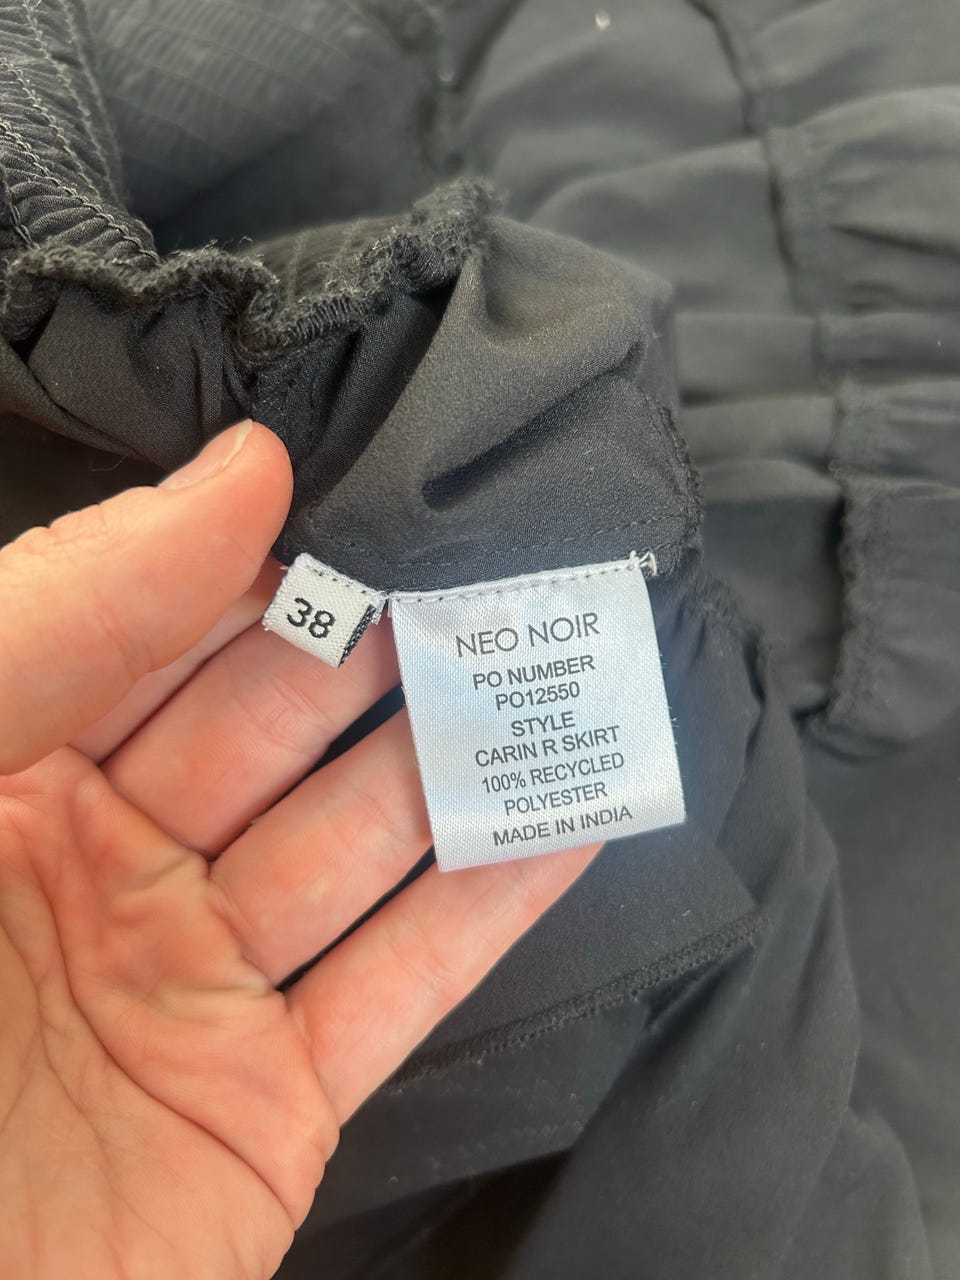 38
NEO NOIR
PO NUMBER
PO12550
STYLE
CARIN R SKIRT
100% RECYCLED
POLYESTER
MADE IN INDIA